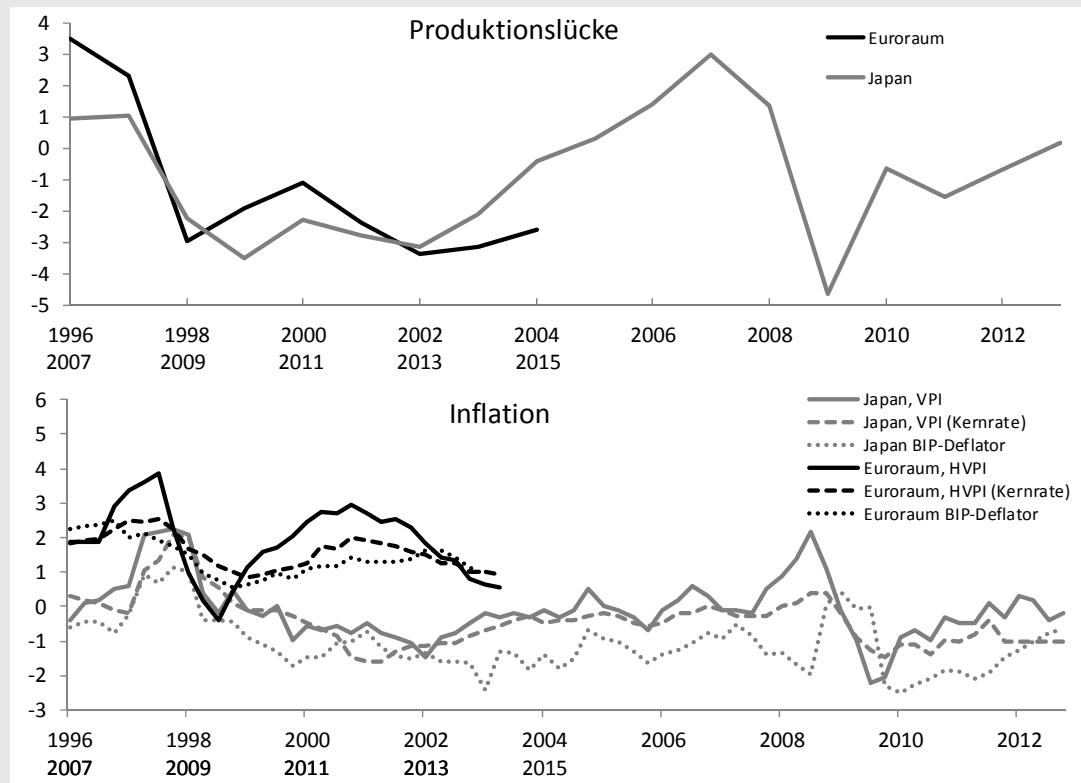 Produktionslücke
Euroraum
Japan
4
3
2
1
0
-1
-2
-3
-4
-5
1996 1998 2000 2002 2004 2006 2008 2010 2012
2007 2009 2011 2013 2015
Inflation
Japan, VPI
Japan, VPI (Kernrate)
Japan BIP-Deflator
Euroraum, HVPI
Euroraum, HVPI (Kernrate)
Euroraum BIP-Deflator
6
5
4
3
2
1
0
-1
-2
-3
1996 1998 2000 2002 2004 2006 2008 2010 2012
2007 2009 2011 2013 2015